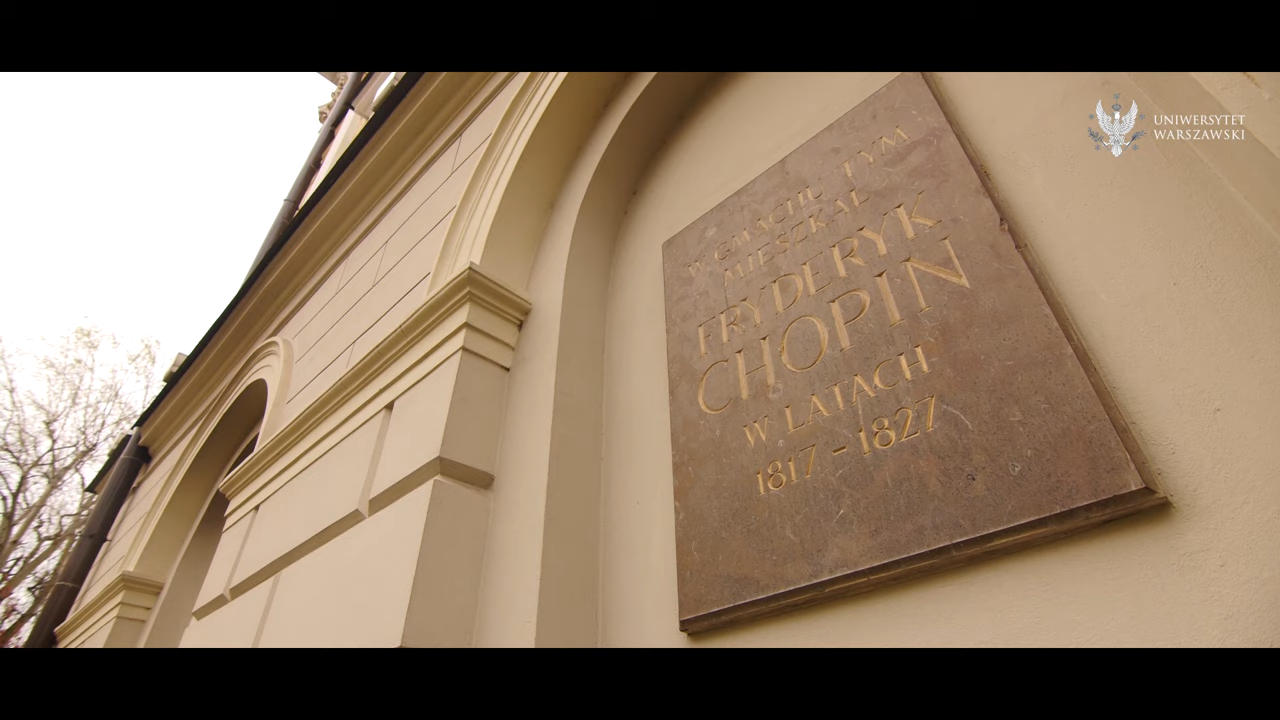 W GMACHU TYM
MIESZKAŁ
FRYDERYK
CHOPIN
W LATACH
1817-1827
UNIWERSYTET
WARSZAWSKI